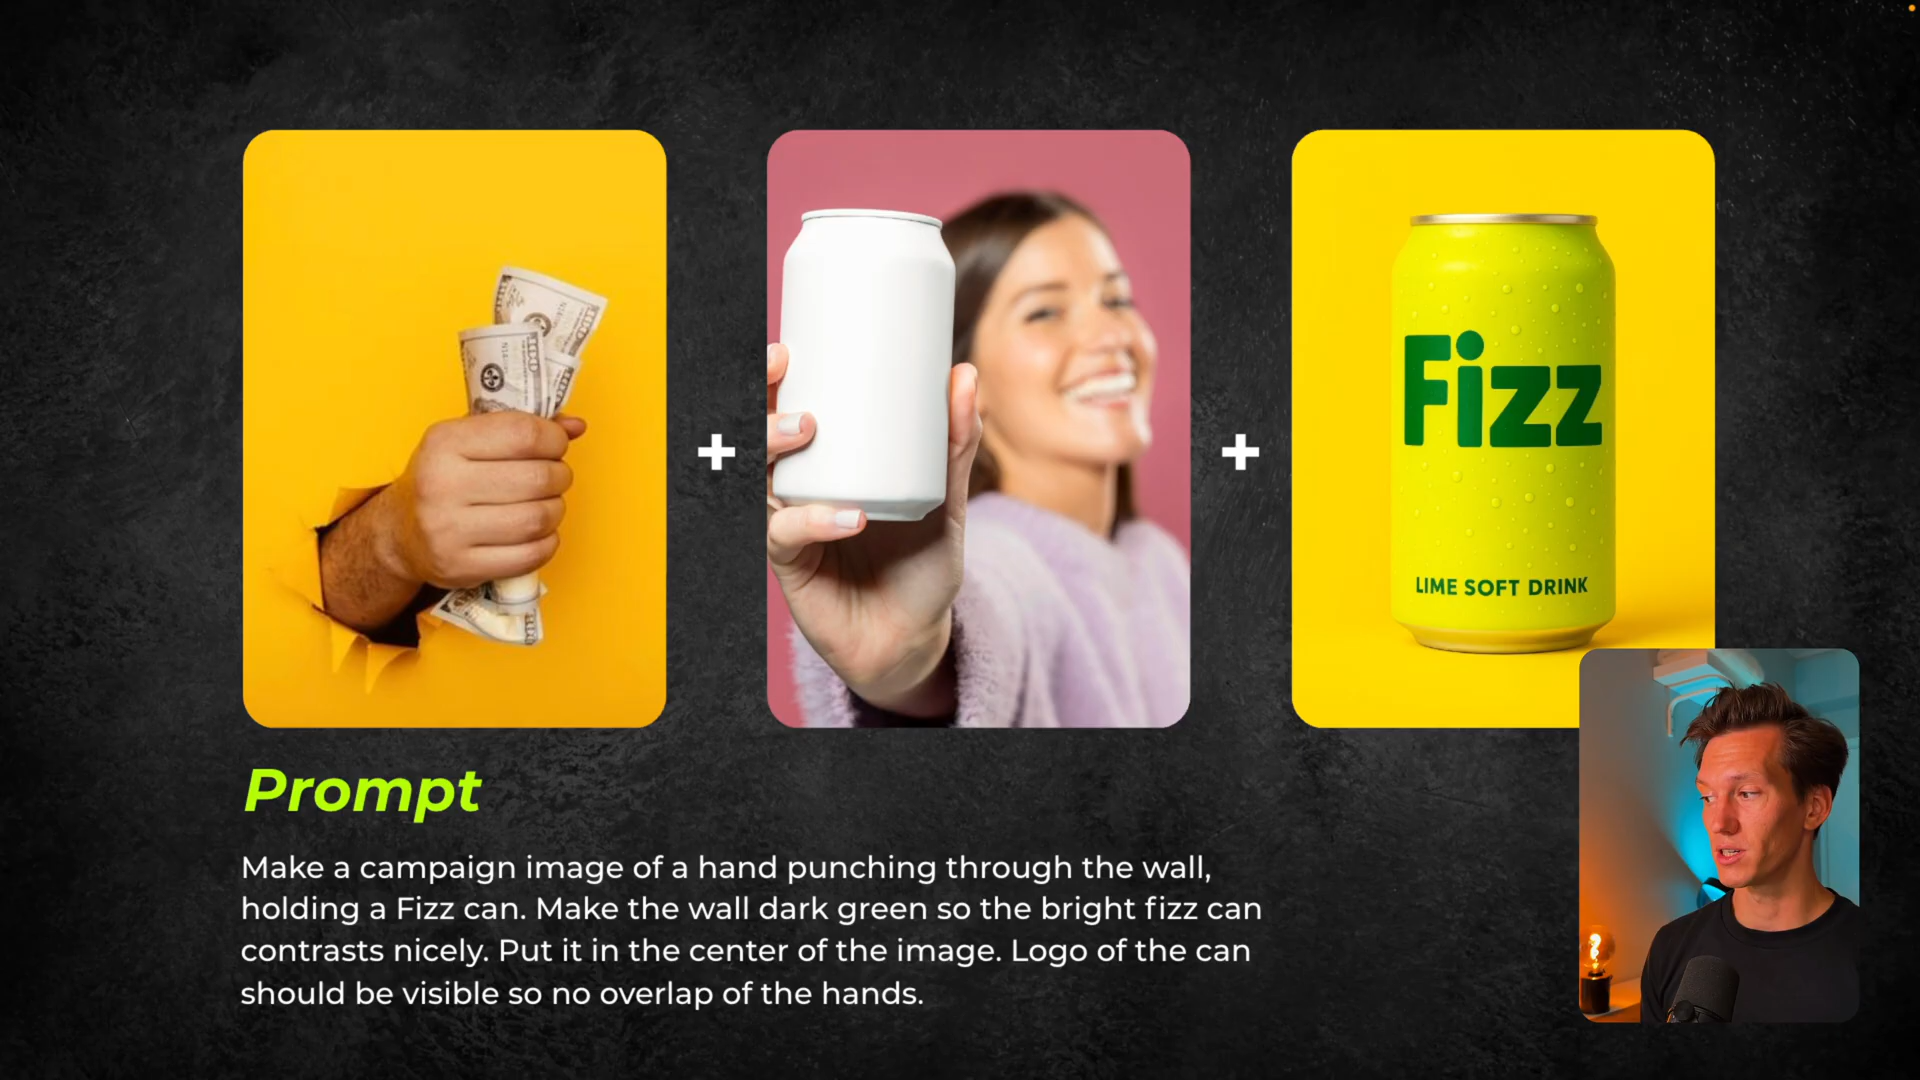 Fizz
LIME SOFT DRINK
Prompt
Make a campaign image of a hand punching through the wall,
holding a Fizz can. Make the wall dark green so the bright fizz can
contrasts nicely. Put it in the center of the image. Logo of the can
should be visible so no overlap of the hands.